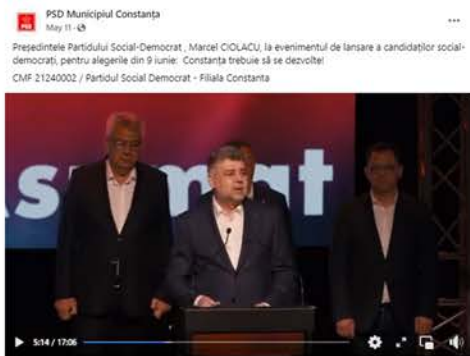 PSD Municipiul Constanța
May 11 ·
Președintele Partidului Social-Democrat , Marcel CIOLACU, la evenimentul de lansare a candidaților social-
democrați, pentru alegerile din 9 iunie: Constanța trebuie să se dezvolte!
CMF 21240002 / Partidul Social Democrat - Filiala Constanta
5:14 / 17:06